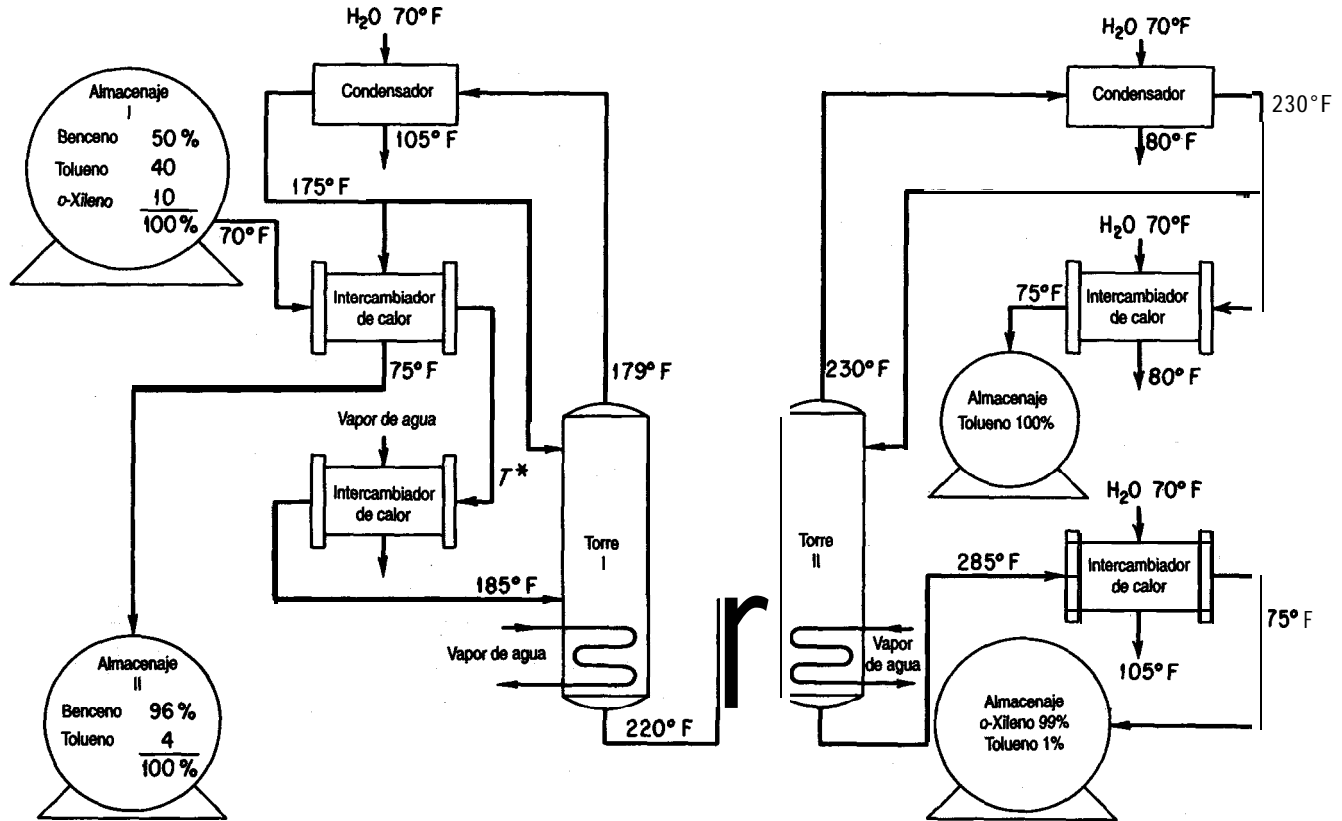 H₂O 70°F
Condensador
105°F
175°F
Almacenaje
I
Benceno 50 %
Tolueno 40
o-Xileno 10
100%
70°F
Intercambiador
de calor
75°F
179°F
Vapor de agua
Intercambiador
de calor
T*
185°F
Torre
I
Vapor de agua
220°F
Almacenaje
II
Benceno 96 %
Tolueno 4
100 %
H₂O 70°F
Condensador
230°F
80°F
H₂O 70°F
Intercambiador
de calor
75°F
80°F
230°F
Almacenaje
Tolueno 100%
H₂O 70°F
Intercambiador
de calor
285°F
75°F
105°F
Torre
II
Vapor
de agua
Almacenaje
o-Xileno 99%
Tolueno 1%